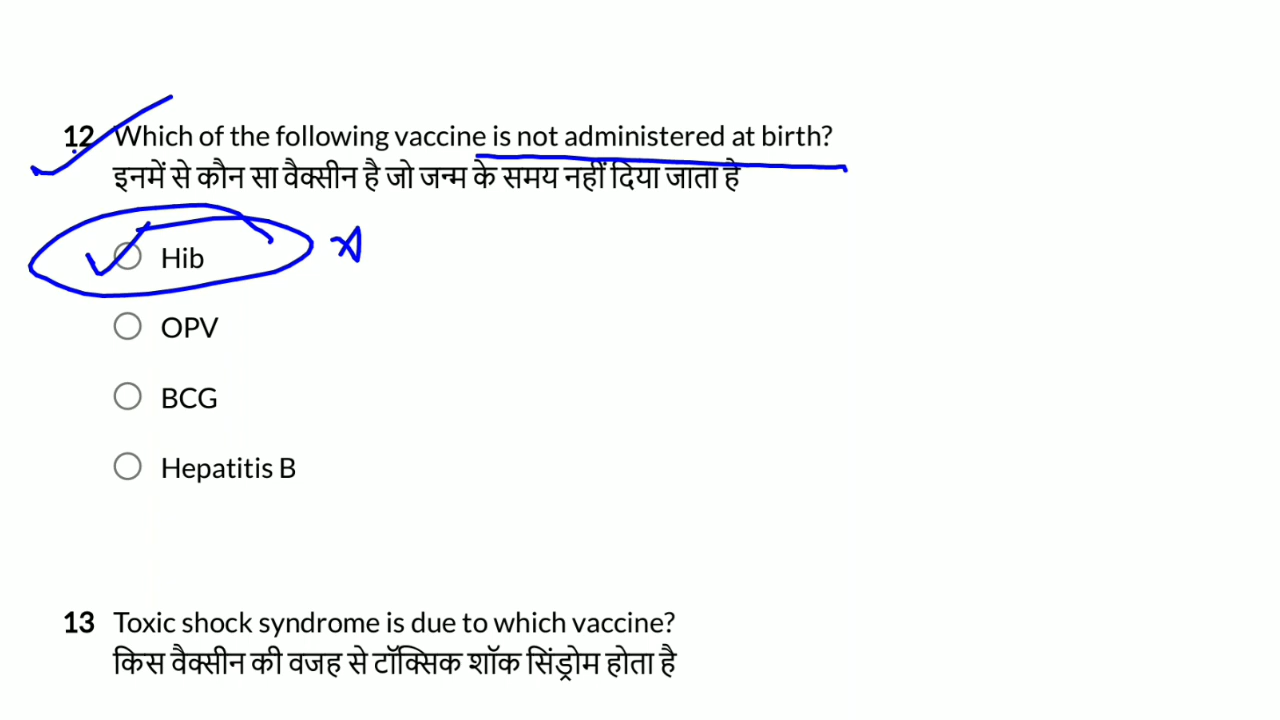 12 Which of the following vaccine is not administered at birth?
इनमें से कौन सा वैक्सीन है जो जन्म के समय नहीं दिया जाता है
Hib
OPV
BCG
Hepatitis B
13 Toxic shock syndrome is due to which vaccine?
किस वैक्सीन की वजह से टॉक्सिक शॉक सिंड्रोम होता है